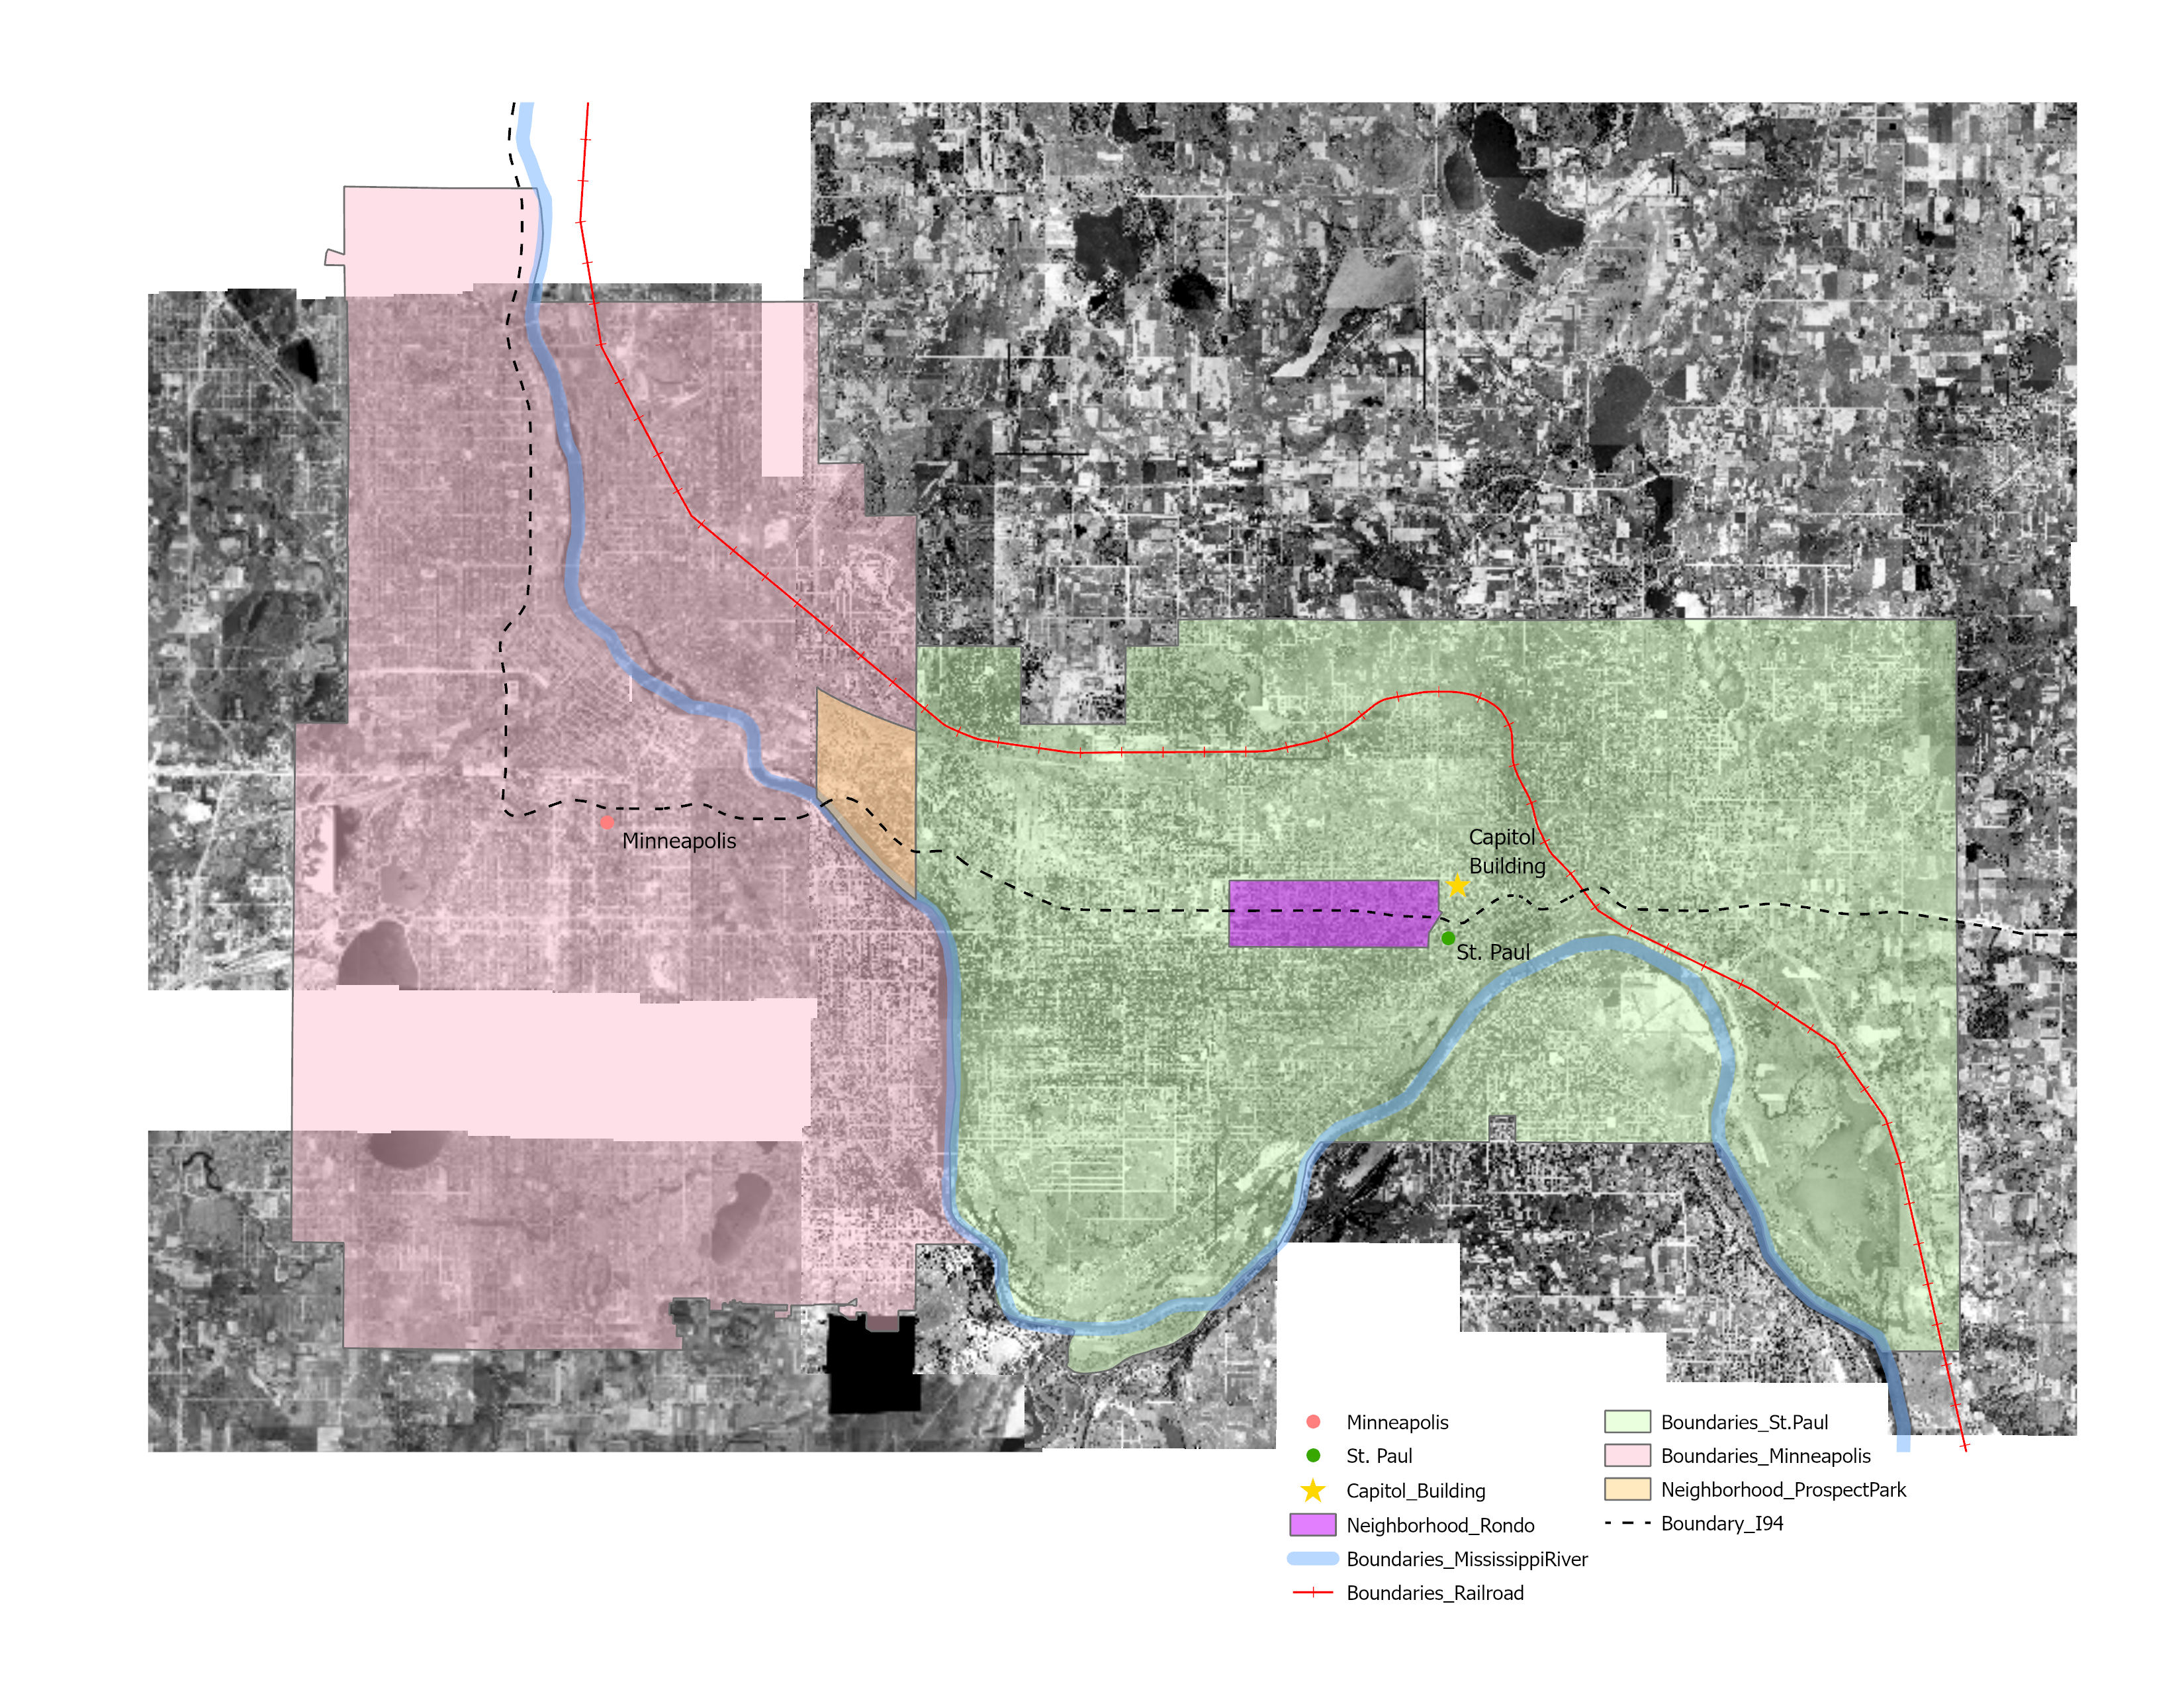 Minneapolis
Capitol
Building
St. Paul
Minneapolis
St. Paul
Capitol_Building
Neighborhood_Rondo
Boundaries_MississippiRiver
Boundaries_Railroad
Boundaries_St.Paul
Boundaries_Minneapolis
Neighborhood_ProspectPark
Boundary_I94